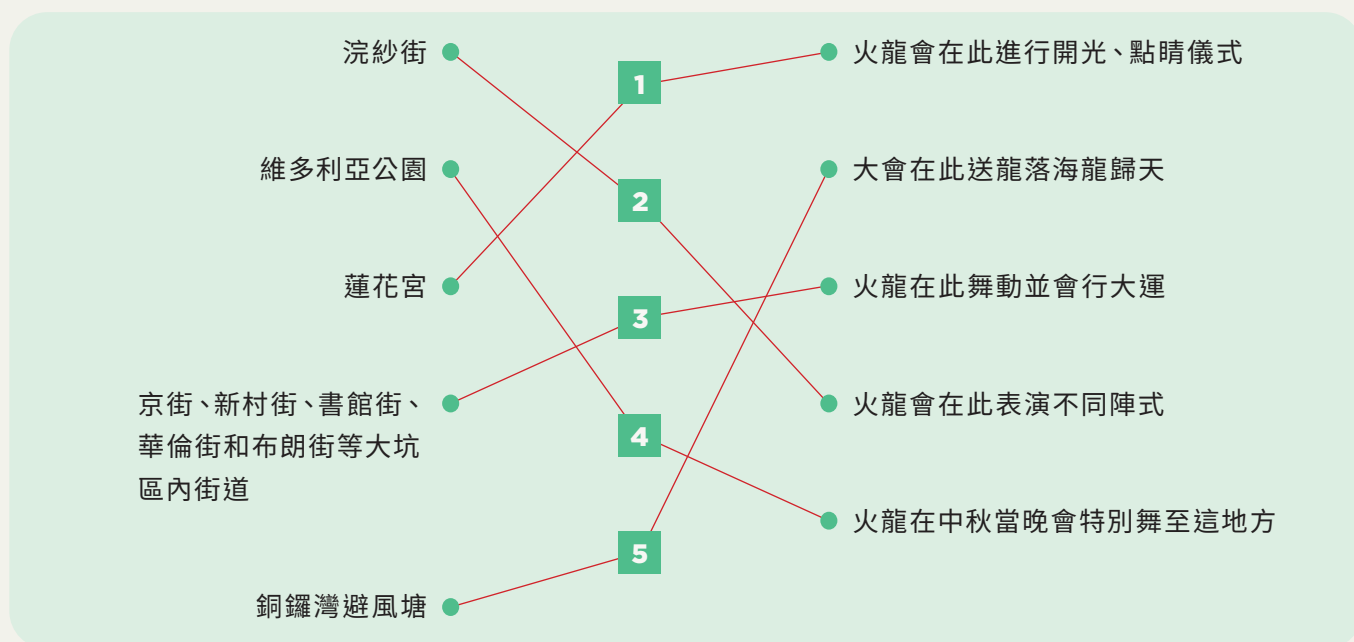 浣紗街
維多利亞公園
蓮花宮
京街、新村街、書館街、
華倫街和布朗街等大坑
區內街道
銅鑼灣避風塘
1
2
3
4
5
火龍會在此進行開光、點睛儀式
大會在此送龍落海龍歸天
火龍在此舞動並會行大運
火龍會在此表演不同陣式
火龍在中秋當晚會特別舞至這地方